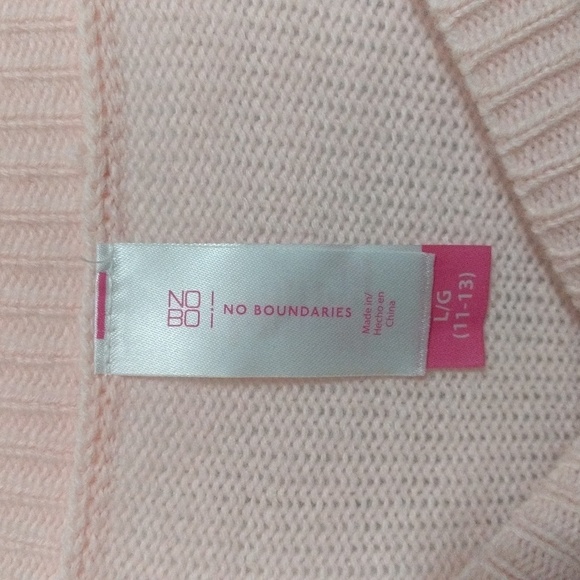 NO
BO
NO BOUNDARIES
Made in/
Hecho en
China
L/G
(11-13)